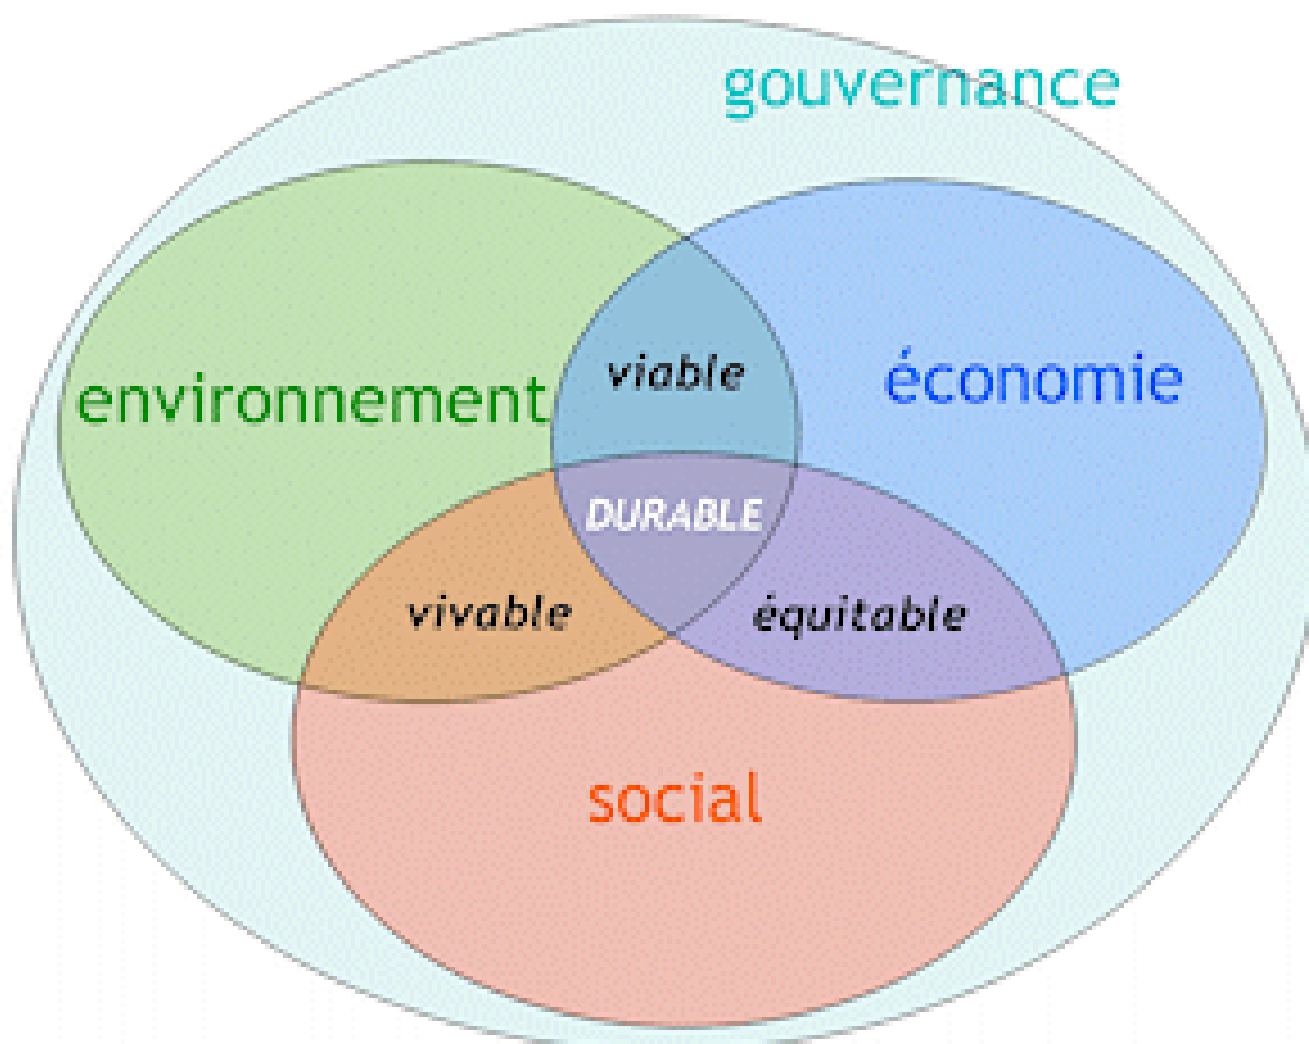 gouvernance
environnement
viable
économie
DURABLE
vivable
équitable
social